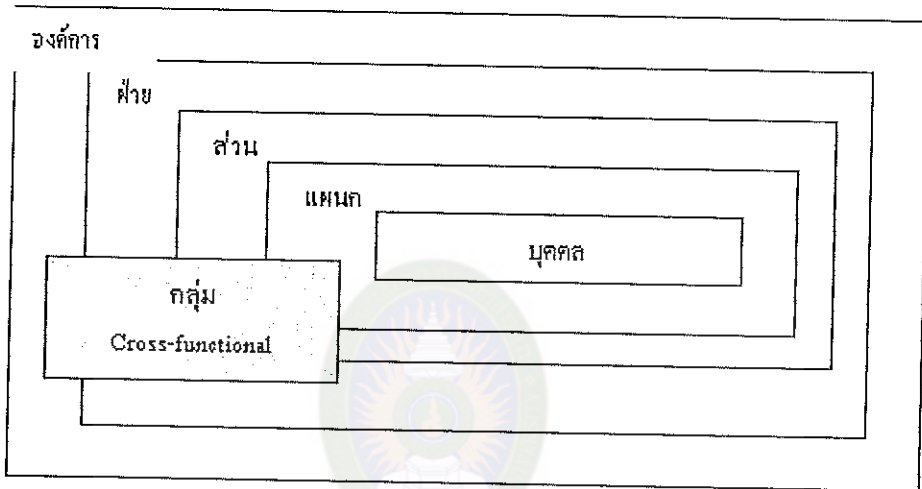 องค์การ
ฝ่าย
ส่วน
แผนก
บุคคล
กลุ่ม
Cross-functional